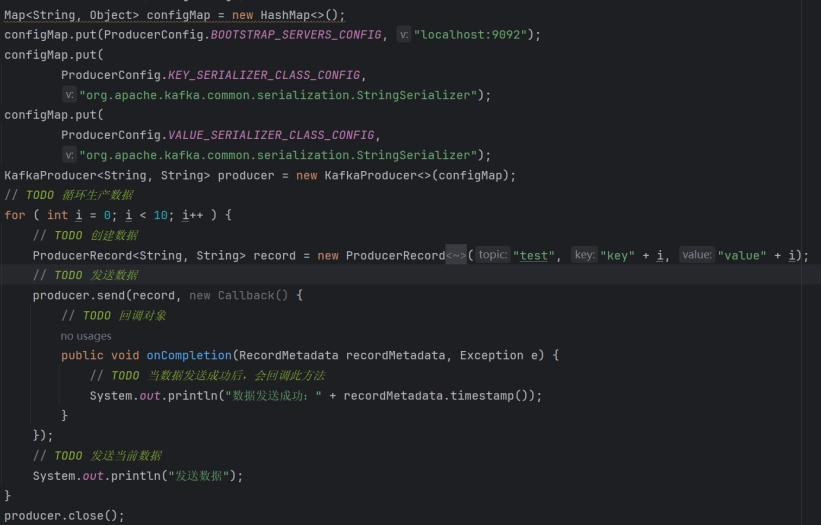 Map<String, Object> configMap = new HashMap<>();
configMap.put(ProducerConfig.BOOTSTRAP_SERVERS_CONFIG, v: "localhost:9092");
configMap.put(
        ProducerConfig.KEY_SERIALIZER_CLASS_CONFIG,
        v: "org.apache.kafka.common.serialization.StringSerializer");
configMap.put(
        ProducerConfig.VALUE_SERIALIZER_CLASS_CONFIG,
        v: "org.apache.kafka.common.serialization.StringSerializer");
KafkaProducer<String, String> producer = new KafkaProducer<>(configMap);
// TODO 循环生产数据
for ( int i = 0; i < 10; i++ ) {
    // TODO 创建数据
    ProducerRecord<String, String> record = new ProducerRecord<~>( topic: "test", key: "key" + i, value: "value" + i);
    // TODO 发送数据
    producer.send(record, new Callback() {
        // TODO 回调对象
        no usages
        public void onCompletion(RecordMetadata recordMetadata, Exception e) {
            // TODO 当数据发送成功后，会回调此方法
            System.out.println("数据发送成功：" + recordMetadata.timestamp());
        }
    });
    // TODO 发送当前数据
    System.out.println("发送数据");
}
producer.close();